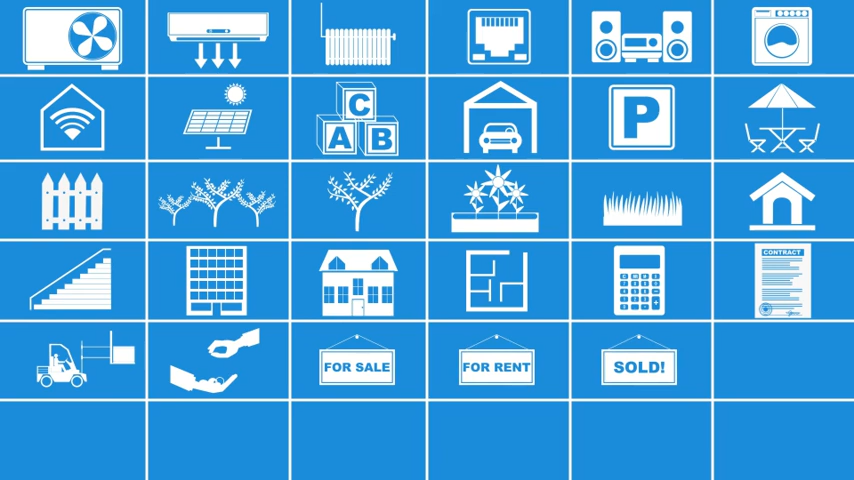 P
C
A B
CONTRACT
FOR SALE
FOR RENT
SOLD!